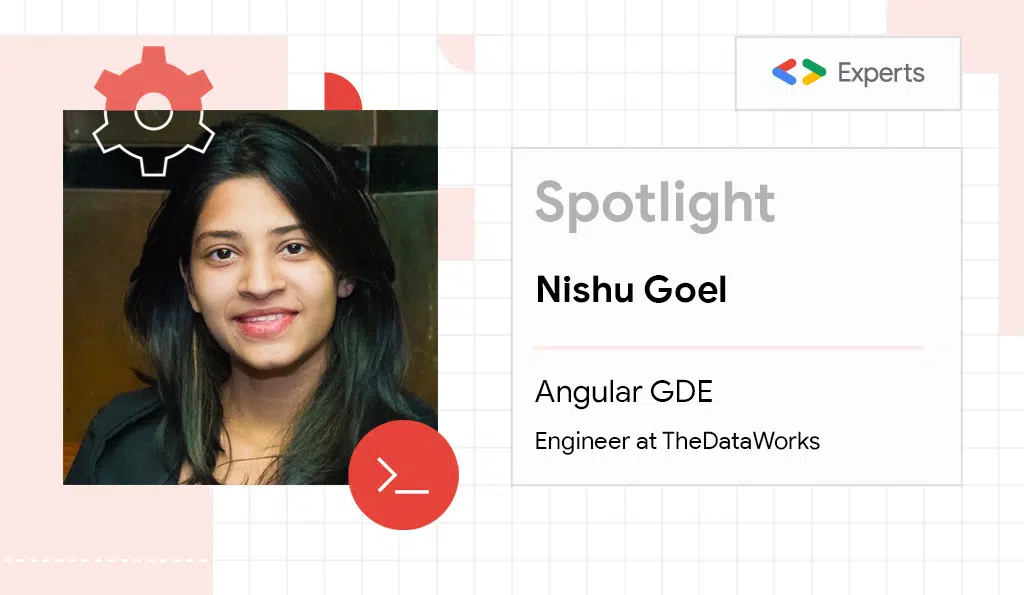 Experts
Spotlight
Nishu Goel
Angular GDE
Engineer at TheDataWorks